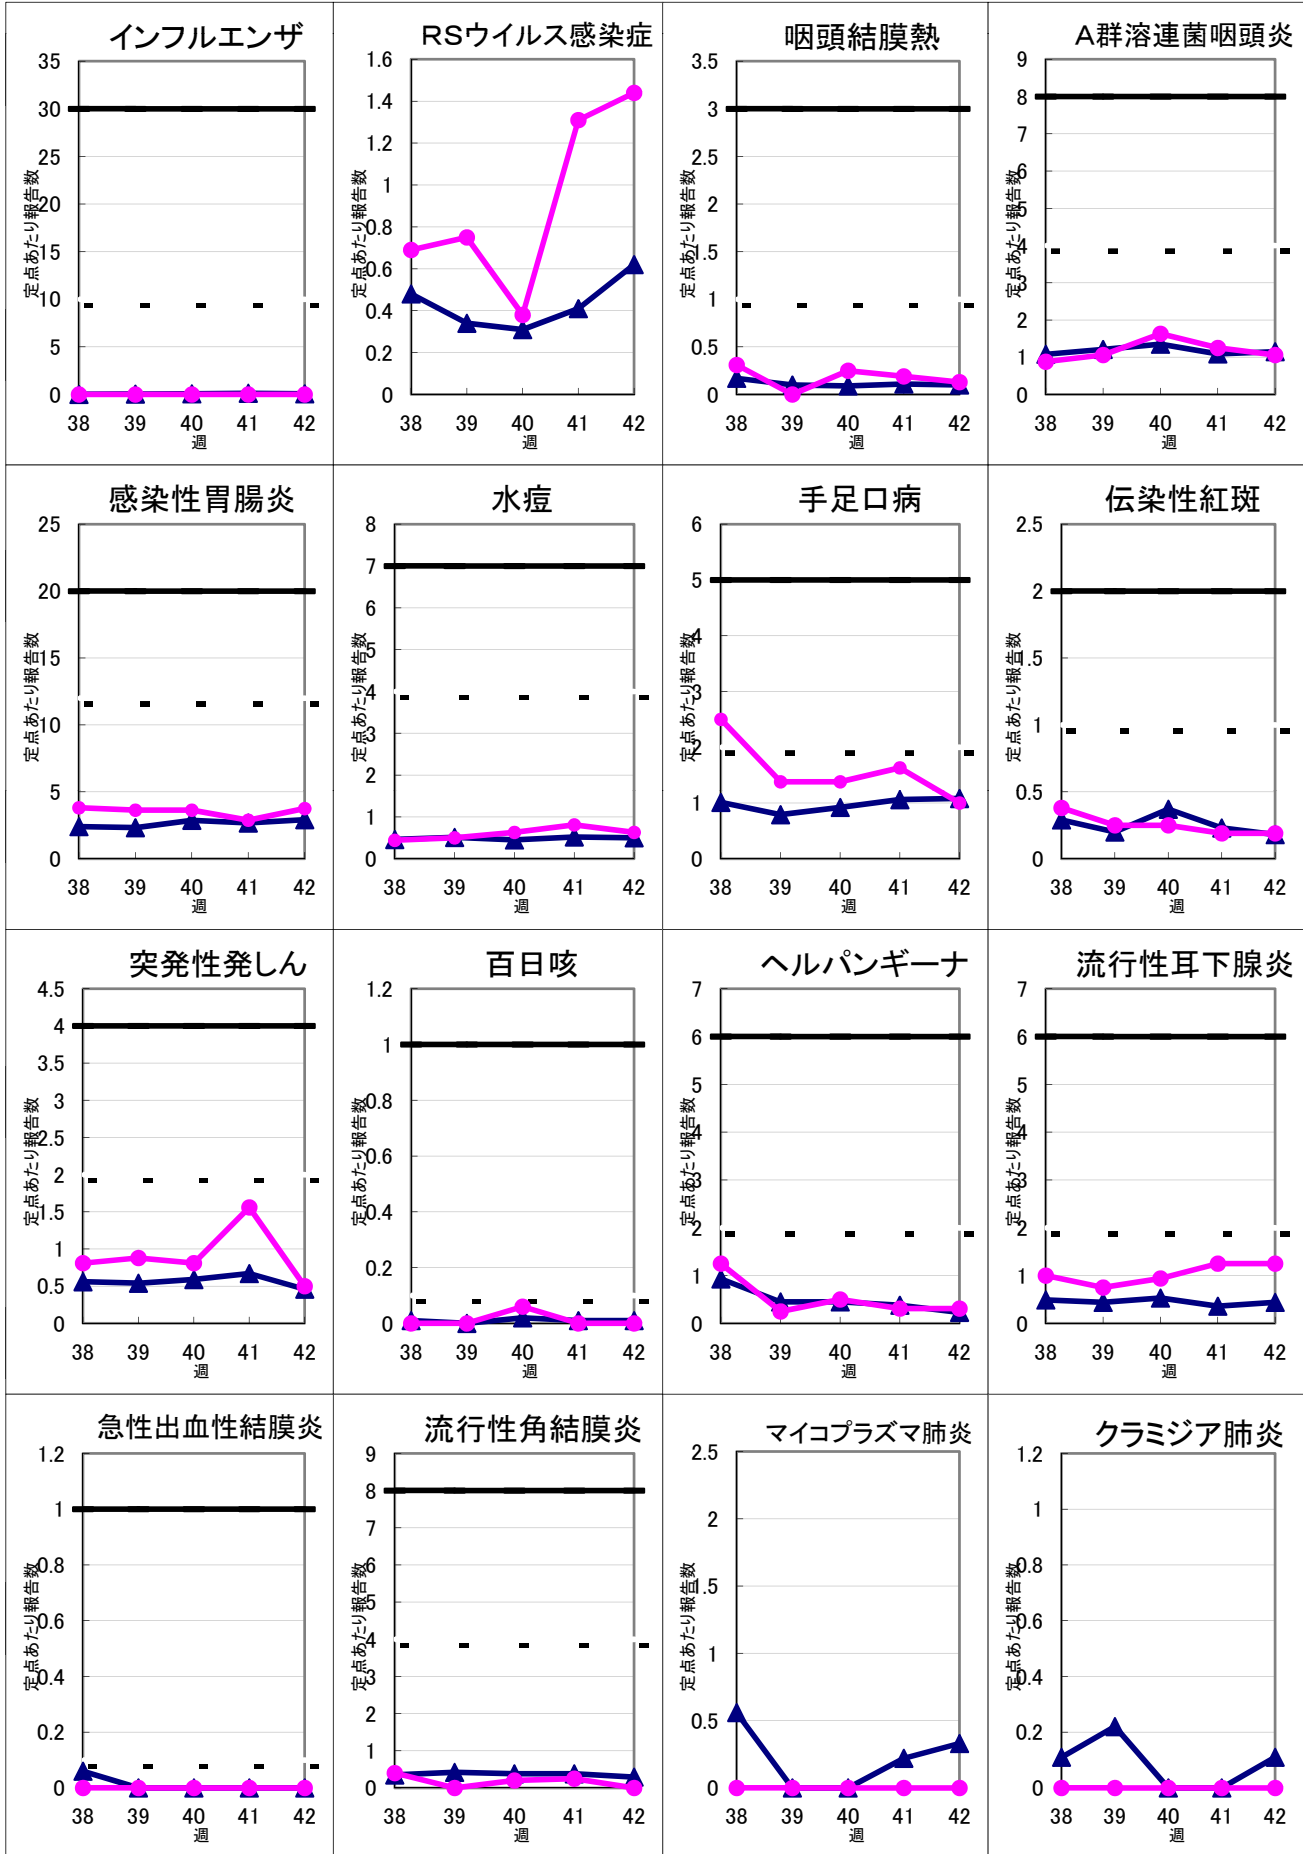 インフルエンザ
35
30
25
20
15
10
5
0
定点あたり報告数
38 39 40 41 42
週
RSウイルス感染症
1.6
1.4
1.2
1
0.8
0.6
0.4
0.2
0
定点あたり報告数
38 39 40 41 42
週
咽頭結膜熱
3.5
3
2.5
2
1.5
1
0.5
0
定点あたり報告数
38 39 40 41 42
週
A群溶連菌咽頭炎
9
8
7
6
5
4
3
2
1
0
定点あたり報告数
38 39 40 41 42
週
感染性胃腸炎
25
20
15
10
5
0
定点あたり報告数
38 39 40 41 42
週
水痘
8
7
6
5
4
3
2
1
0
定点あたり報告数
38 39 40 41 42
週
手足口病
6
5
4
3
2
1
0
定点あたり報告数
38 39 40 41 42
週
伝染性紅斑
2.5
2
1.5
1
0.5
0
定点あたり報告数
38 39 40 41 42
週
突発性発しん
4.5
4
3.5
3
2.5
2
1.5
1
0.5
0
定点あたり報告数
38 39 40 41 42
週
百日咳
1.2
1
0.8
0.6
0.4
0.2
0
定点あたり報告数
38 39 40 41 42
週
ヘルパンギーナ
7
6
5
4
3
2
1
0
定点あたり報告数
38 39 40 41 42
週
流行性耳下腺炎
7
6
5
4
3
2
1
0
定点あたり報告数
38 39 40 41 42
週
急性出血性結膜炎
1.2
1
0.8
0.6
0.4
0.2
0
定点あたり報告数
38 39 40 41 42
週
流行性角結膜炎
9
8
7
6
5
4
3
2
1
0
定点あたり報告数
38 39 40 41 42
週
マイコプラズマ肺炎
2.5
2
1.5
1
0.5
0
定点あたり報告数
38 39 40 41 42
週
クラミジア肺炎
1.2
1
0.8
0.6
0.4
0.2
0
定点あたり報告数
38 39 40 41 42
週